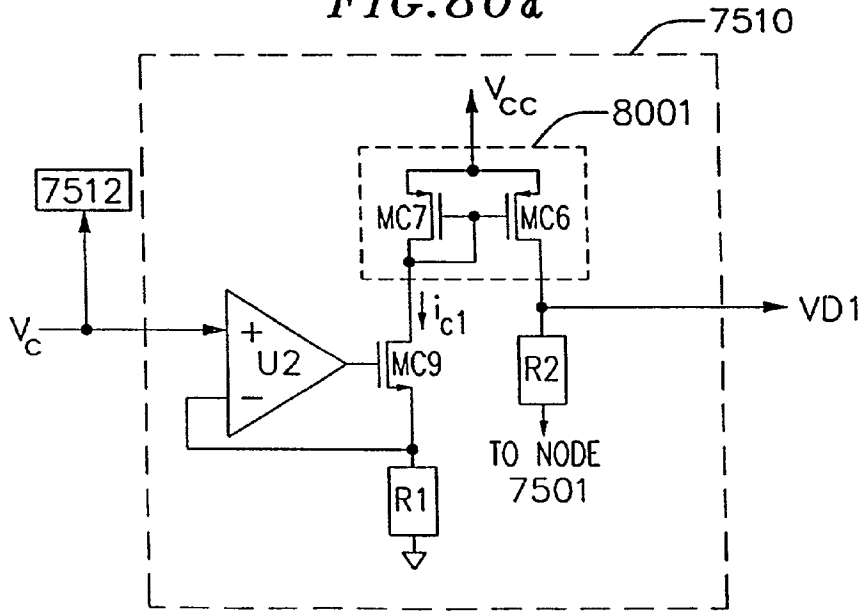 FIG. 80a
7510
VCC
8001
7512
MC7
MC6
VC
+
U2
−
ic1
MC9
VD1
R2
TO NODE
7501
R1